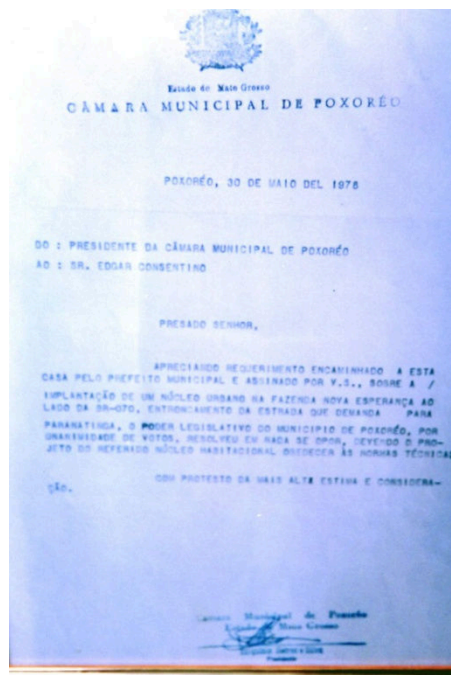 Estado de Mato Grosso
CÂMARA MUNICIPAL DE POXORÉO
POXORÉO, 30 DE MAIO DEL 1978
DO : PRESIDENTE DA CÂMARA MUNICIPAL DE POXORÉO
AO : SR. EDGAR CONSENTINO
PRESADO SENHOR,
APRECIANDO REQUERIMENTO ENCAMINHADO A ESTA
CASA PELO PREFEITO MUNICIPAL E ASSINADO POR V.S., SOBRE A /
IMPLANTAÇÃO DE UM NÚCLEO URBANO NA FAZENDA NOVA ESPERANÇA AO
LADO DA BR-070, ENTRONCAMENTO DA ESTRADA QUE DEMANDA PARA
PARANATINGA, O PODER LEGISLATIVO DO MUNICIPIO DE POXORÉO, POR
UNANIMIDADE DE VOTOS, RESOLVEU EM NADA SE OPOR, DEVENDO O PRO-
JETO DO REFERIDO NÚCLEO HABITACIONAL OBEDECER ÀS NORMAS TÉCNICAS
COM PROTESTO DA MAIS ALTA ESTIMA E CONSIDERA-
ÇÃO.
Câmara Municipal de Poxoréo
Estado de Mato Grosso
Presidente